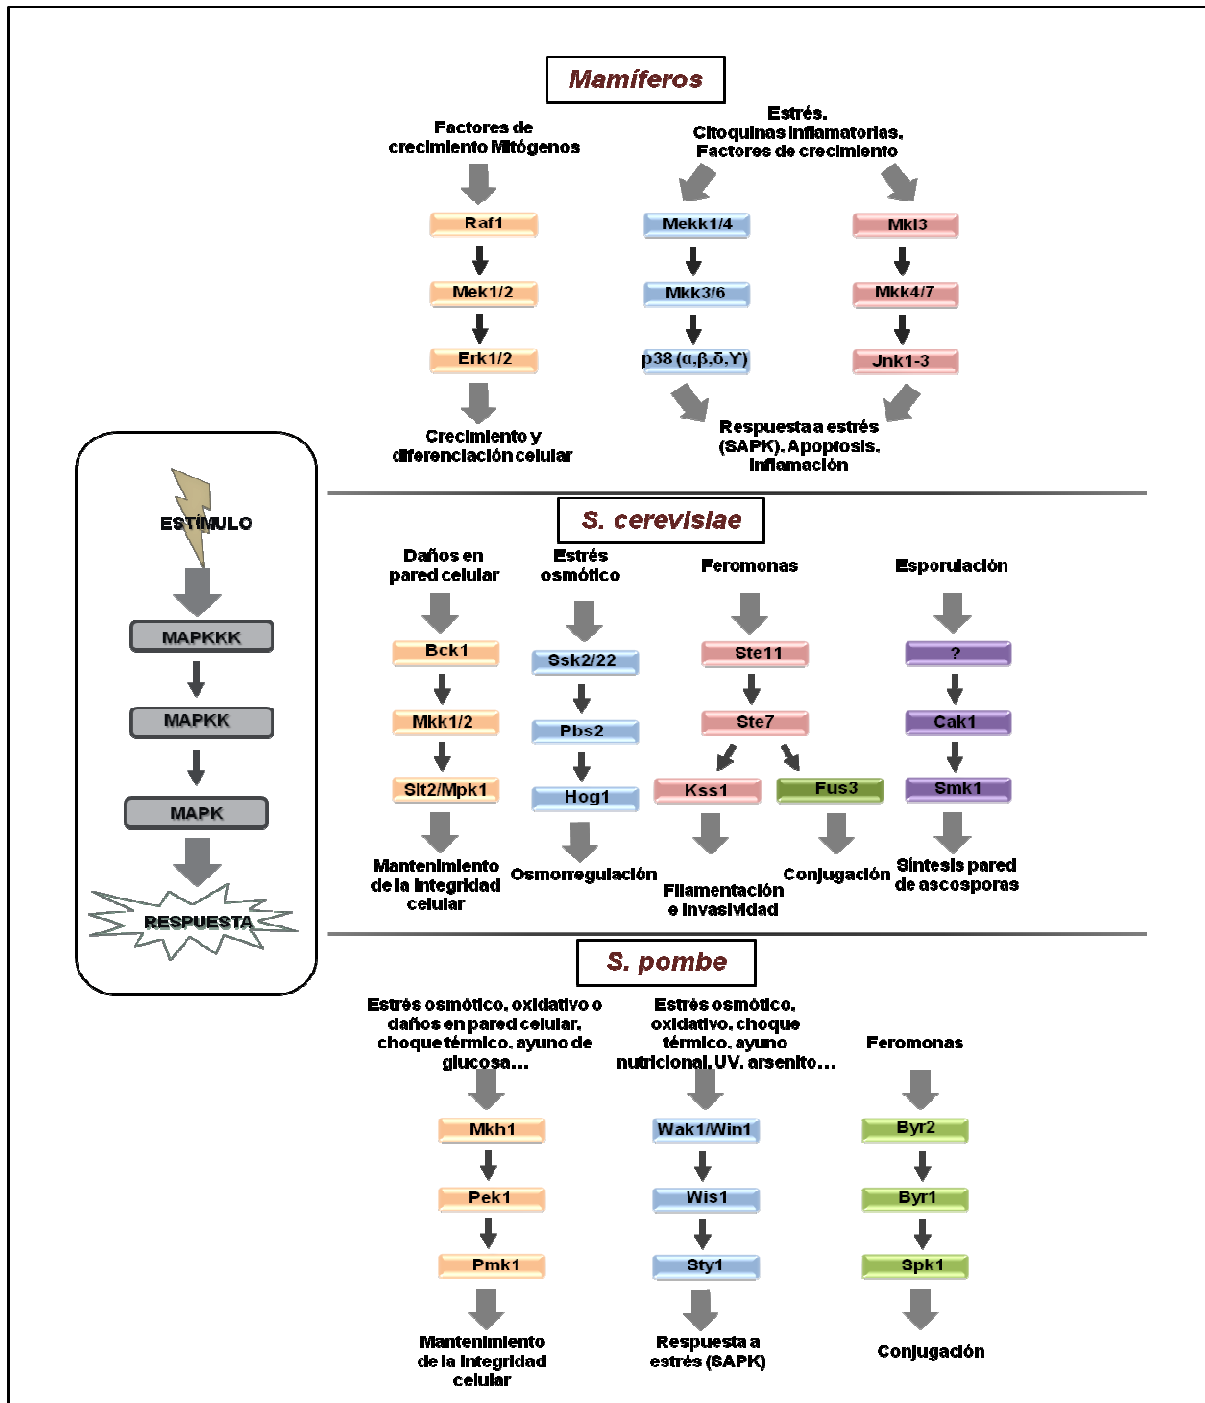 Mamíferos
Factores de
crecimiento Mitógenos
Estrés,
Citoquinas inflamatorias,
Factores de crecimiento
Raf1
Mek1/2
Erk1/2
Crecimiento y
diferenciación celular
Mekk1/4
Mkk3/6
p38 (α,β,δ,ϒ)
Mkl3
Mkk4/7
Jnk1-3
Respuesta a estrés
(SAPK), Apoptosis,
Inflamación
ESTÍMULO
MAPKKK
MAPKK
MAPK
RESPUESTA
S. cerevisiae
Daños en
pared celular
Bck1
Mkk1/2
Slt2/Mpk1
Mantenimiento
de la integridad
celular
Estrés
osmótico
Ssk2/22
Pbs2
Hog1
Osmorregulación
Feromonas
Ste11
Ste7
Kss1
Fus3
Filamentación
e invasividad
Conjugación
Esporulación
?
Cak1
Smk1
Síntesis pared
de ascosporas
S. pombe
Estrés osmótico, oxidativo o
daños en pared celular,
choque térmico, ayuno de
glucosa...
Mkh1
Pek1
Pmk1
Mantenimiento
de la integridad
celular
Estrés osmótico,
oxidativo, choque
térmico, ayuno
nutricional, UV, arsenito...
Wak1/Win1
Wis1
Sty1
Respuesta a
estrés (SAPK)
Feromonas
Byr2
Byr1
Spk1
Conjugación